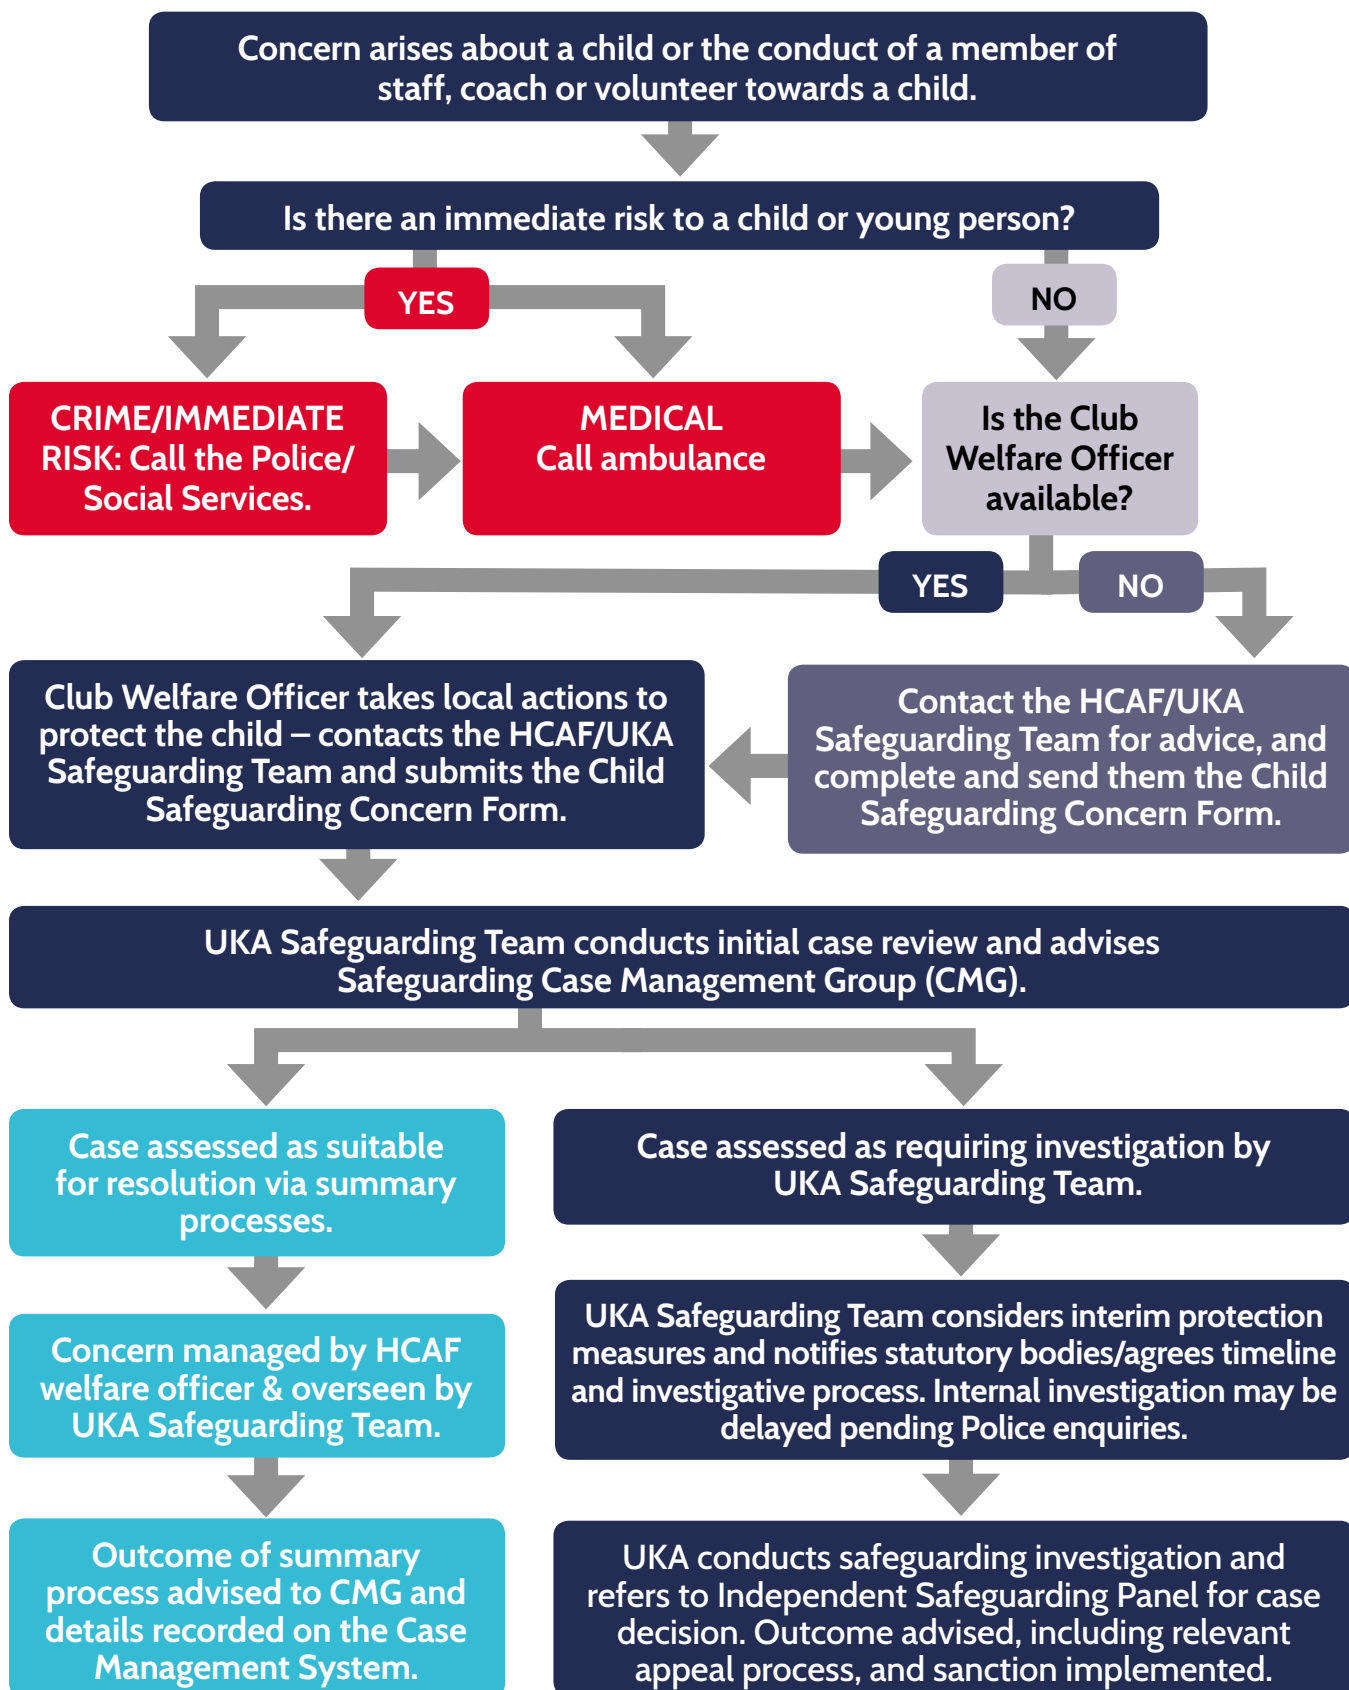 Concern arises about a child or the conduct of a member of
staff, coach or volunteer towards a child.
Is there an immediate risk to a child or young person?
YES
NO
CRIME/IMMEDIATE
RISK: Call the Police/
Social Services.
MEDICAL
Call ambulance
Is the Club
Welfare Officer
available?
YES
NO
Club Welfare Officer takes local actions to
protect the child – contacts the HCAF/UKA
Safeguarding Team and submits the Child
Safeguarding Concern Form.
Contact the HCAF/UKA
Safeguarding Team for advice, and
complete and send them the Child
Safeguarding Concern Form.
UKA Safeguarding Team conducts initial case review and advises
Safeguarding Case Management Group (CMG).
Case assessed as suitable
for resolution via summary
processes.
Case assessed as requiring investigation by
UKA Safeguarding Team.
Concern managed by HCAF
welfare officer & overseen by
UKA Safeguarding Team.
UKA Safeguarding Team considers interim protection
measures and notifies statutory bodies/agrees timeline
and investigative process. Internal investigation may be
delayed pending Police enquiries.
Outcome of summary
process advised to CMG and
details recorded on the Case
Management System.
UKA conducts safeguarding investigation and
refers to Independent Safeguarding Panel for case
decision. Outcome advised, including relevant
appeal process, and sanction implemented.